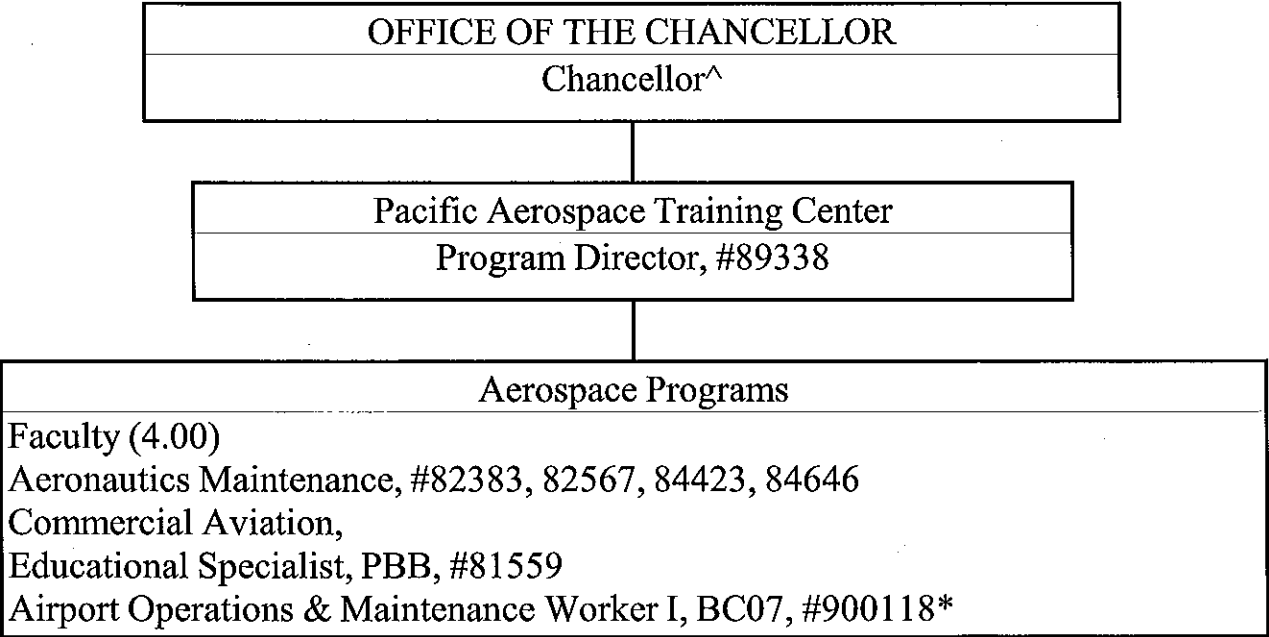 OFFICE OF THE CHANCELLOR
Chancellor^
Pacific Aerospace Training Center
Program Director, #89338
Aerospace Programs
Faculty (4.00)
Aeronautics Maintenance, #82383, 82567, 84423, 84646
Commercial Aviation,
Educational Specialist, PBB, #81559
Airport Operations & Maintenance Worker I, BC07, #900118*